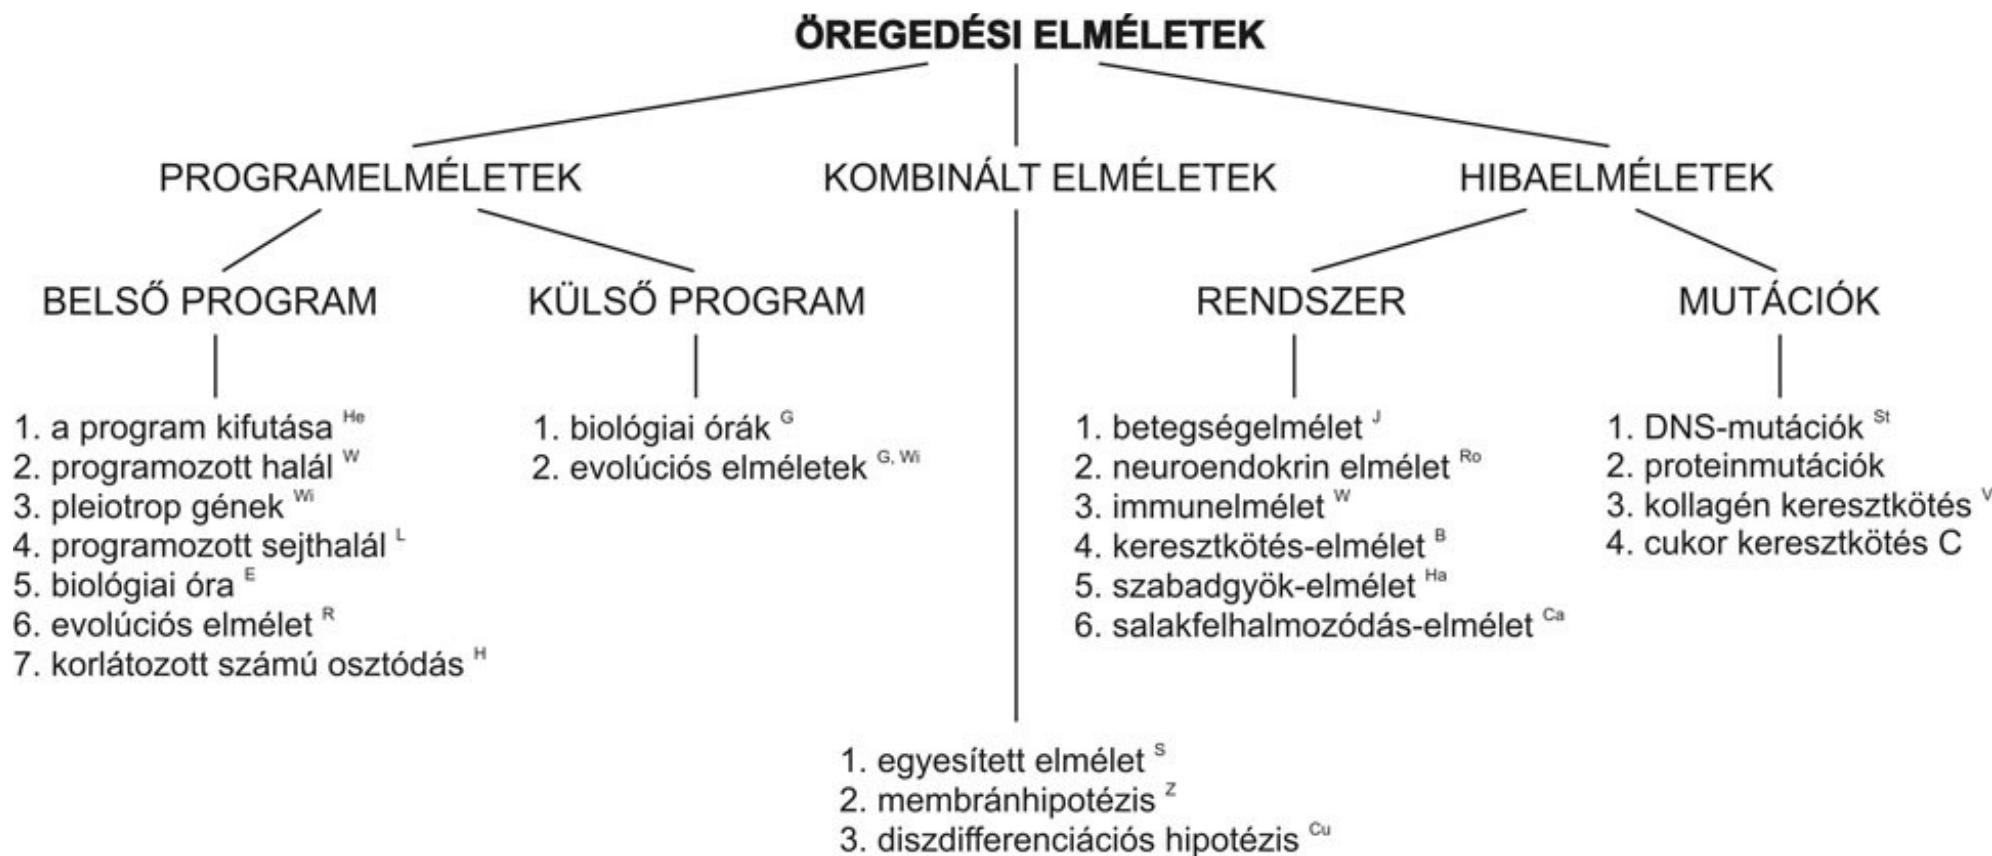 ÖREGEDÉSI ELMÉLETEK
PROGRAMELMÉLETEK
KOMBINÁLT ELMÉLETEK
HIBAELMÉLETEK
BELSŐ PROGRAM
KÜLSŐ PROGRAM
RENDSZER
MUTÁCIÓK
1. a program kifutása He
2. programozott halál W
3. pleiotrop gének Wi
4. programozott sejthalál L
5. biológiai óra E
6. evolúciós elmélet R
7. korlátozott számú osztódás H
1. biológiai órák G
2. evolúciós elméletek G, Wi
1. betegségelmélet J
2. neuroendokrin elmélet Ro
3. immunelmélet W
4. keresztkötés-elmélet B
5. szabadgyök-elmélet Ha
6. salakfelhalmozódás-elmélet Ca
1. DNS-mutációk St
2. proteinmutációk
3. kollagén keresztkötés V
4. cukor keresztkötés C
1. egyesített elmélet S
2. membránhipotézis Z
3. diszdifferenciációs hipotézis Cu